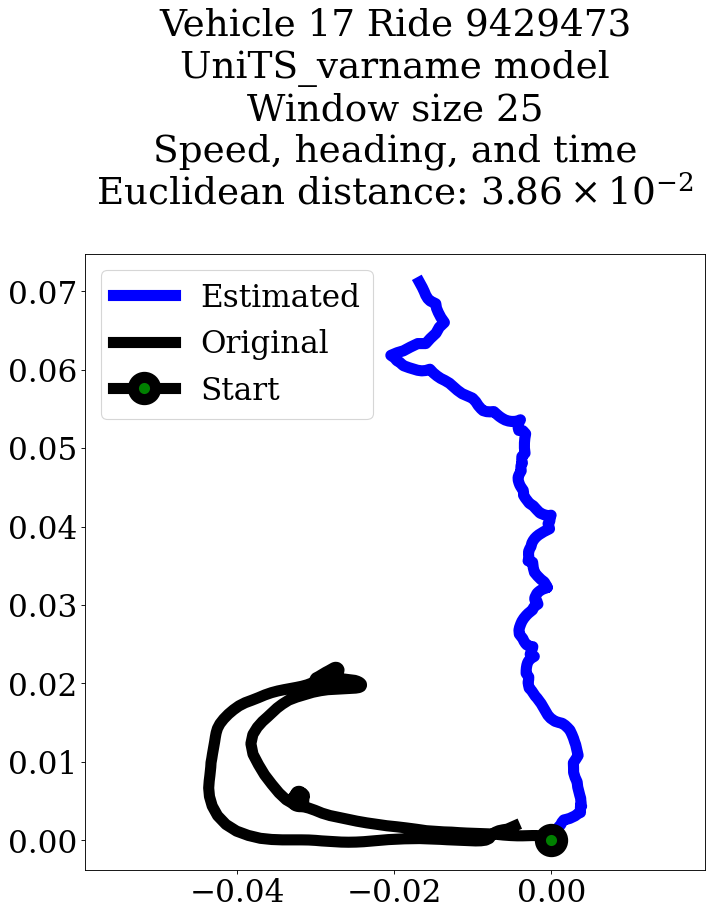 Vehicle 17 Ride 9429473
UniTS_varname model
Window size 25
Speed, heading, and time
Euclidean distance: 3.86 × 10⁻²
Estimated
Original
Start
0.07
0.06
0.05
0.04
0.03
0.02
0.01
0.00
−0.04
−0.02
0.00